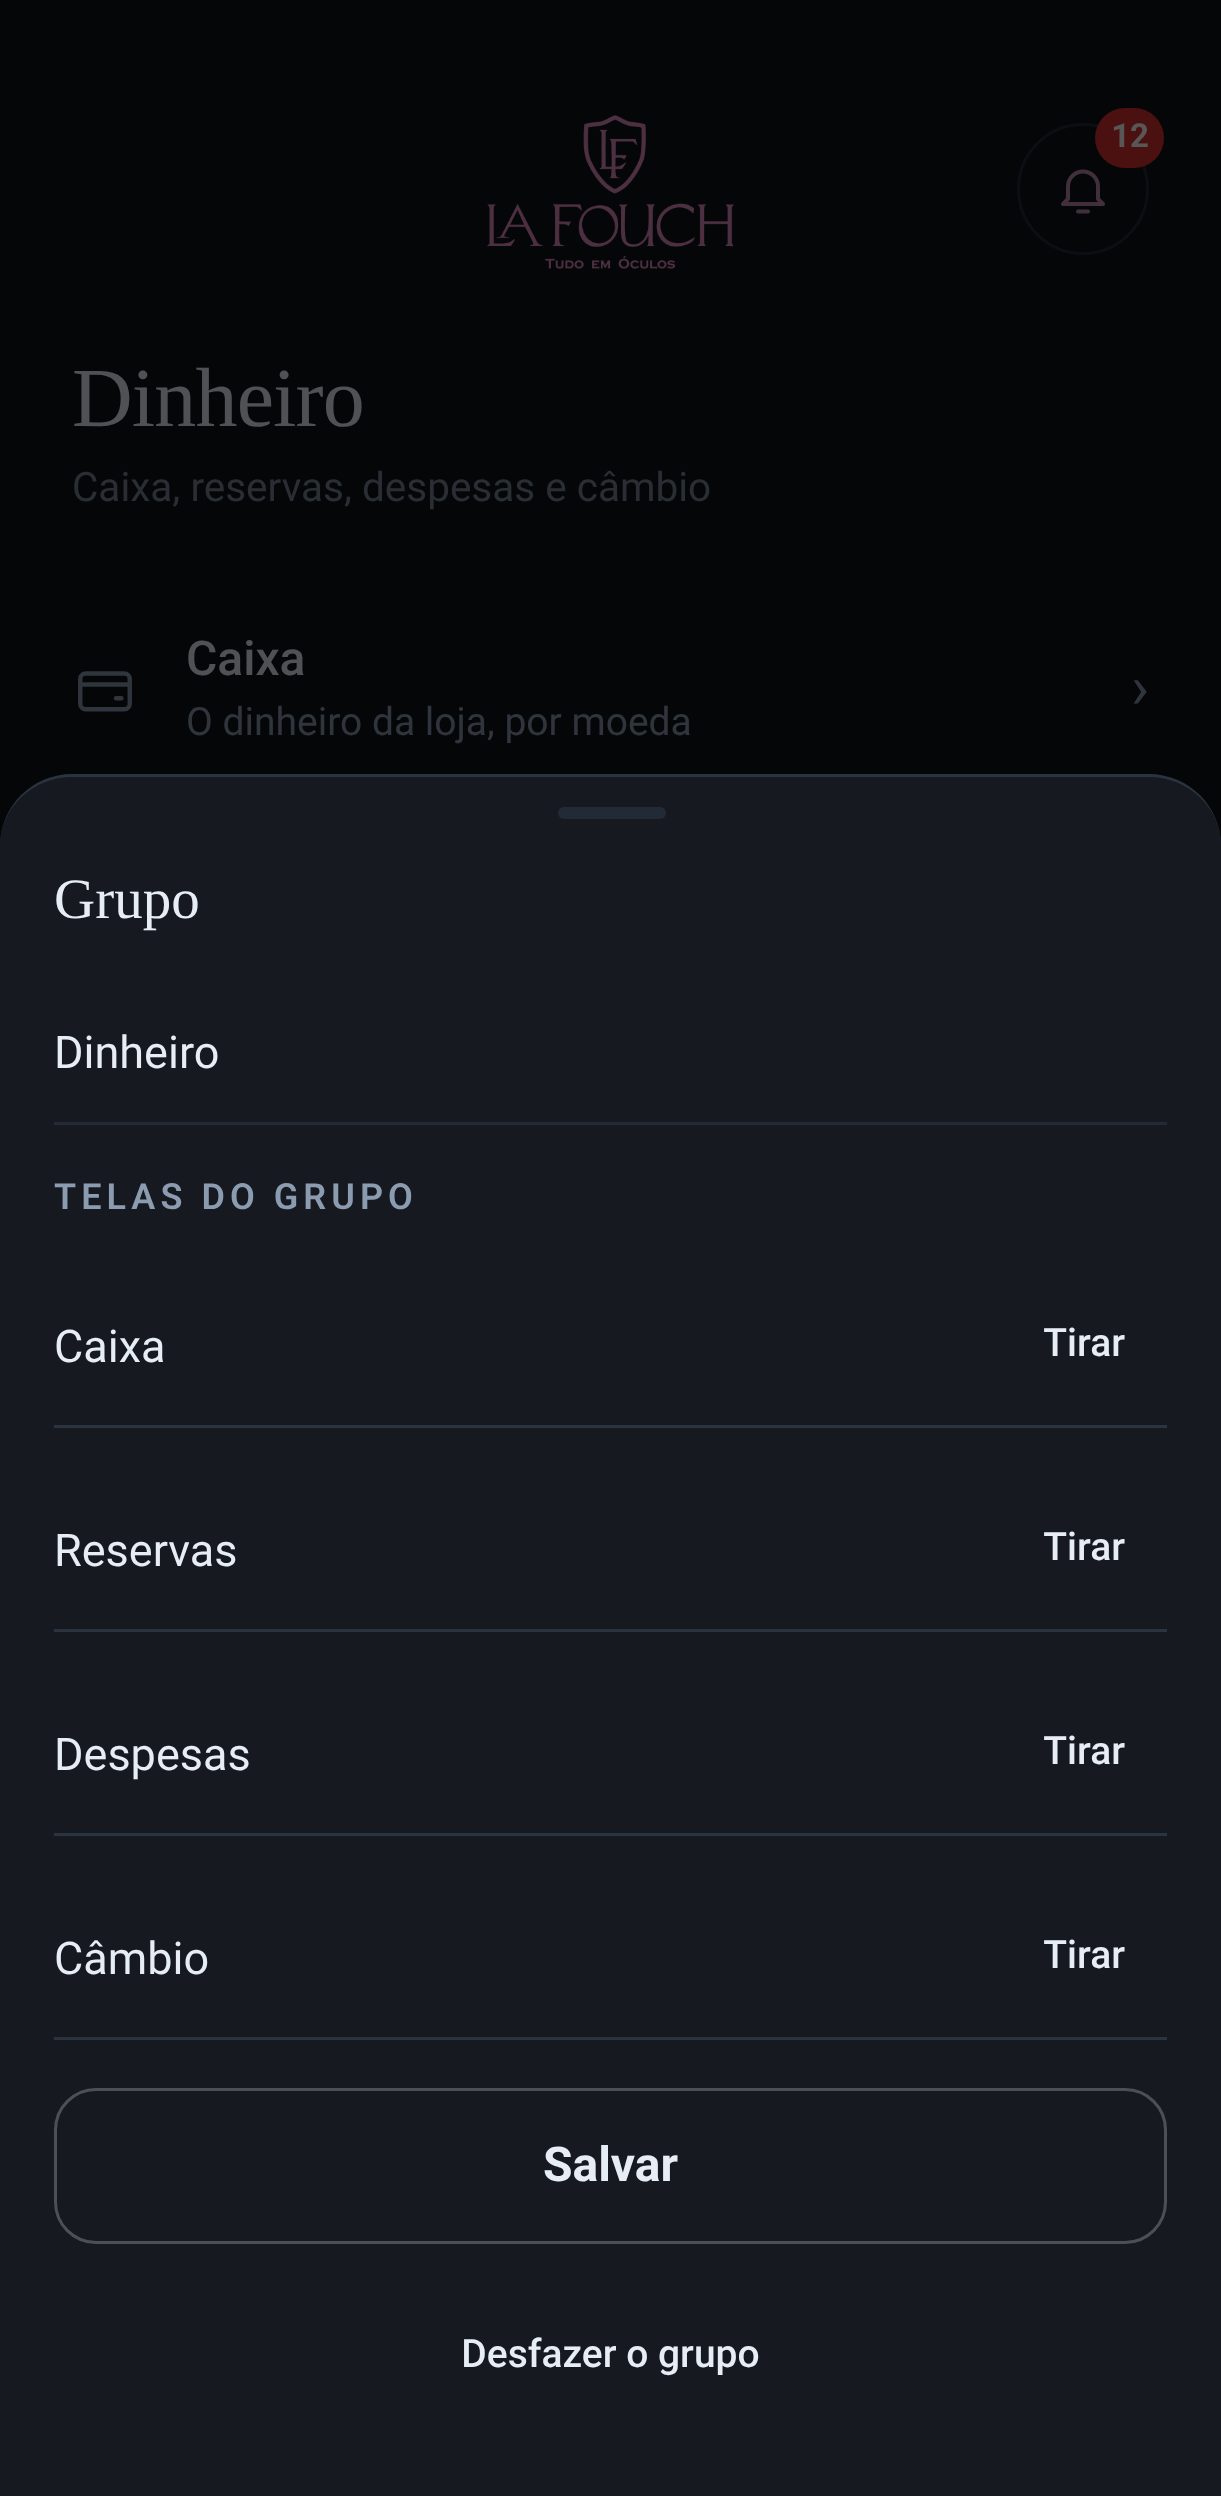 12
LF
LA FOUCH
TUDO EM ÓCULOS
Dinheiro
Caixa, reservas, despesas e câmbio
Caixa
O dinheiro da loja, por moeda
Grupo
Dinheiro
TELAS DO GRUPO
Caixa Tirar
Reservas Tirar
Despesas Tirar
Câmbio Tirar
Salvar
Desfazer o grupo